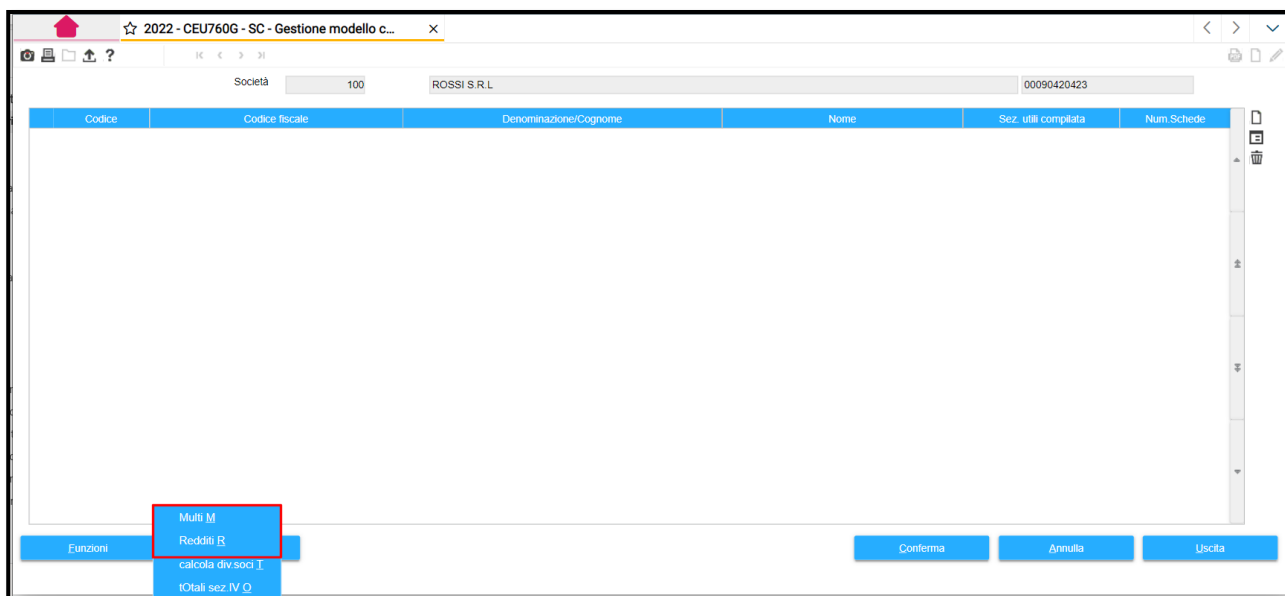 2022 - CEU760G - SC - Gestione modello c...
?
Società 100 ROSSI S.R.L 00090420423
Codice Codice fiscale Denominazione/Cognome Nome Sez. utili compilata Num.Schede
Multi M
Redditi R
Funzioni Conferma Annulla Uscita
calcola div.soci T
tOtali sez.IV O